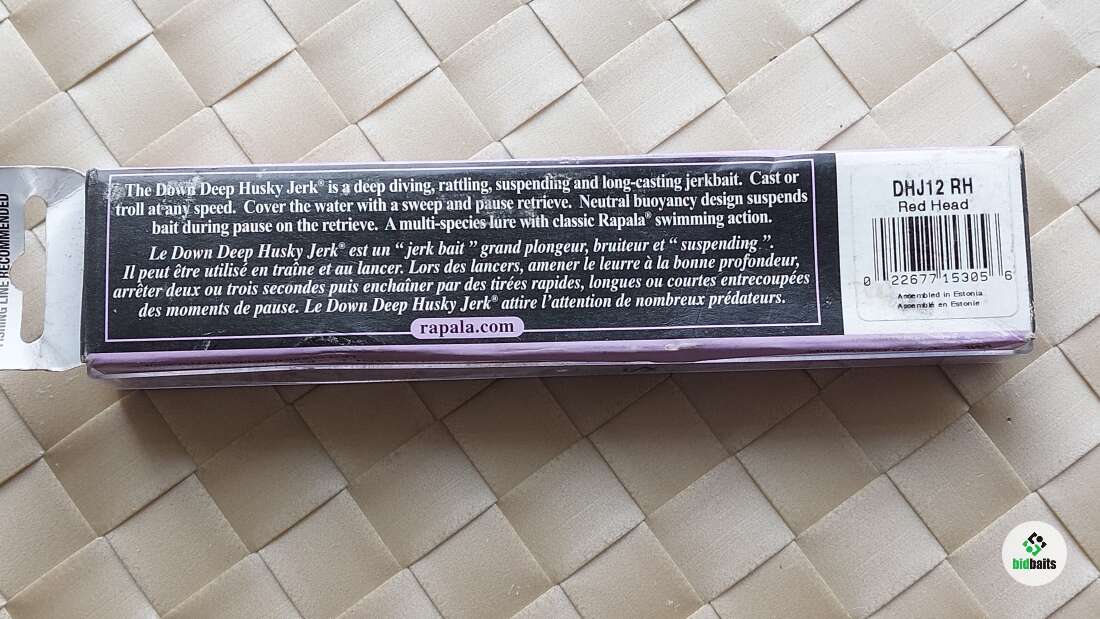 The Down Deep Husky Jerk® is a deep diving, rattling, suspending and long-casting jerkbait. Cast or
troll at any speed. Cover the water with a sweep and pause retrieve. Neutral buoyancy design suspends
bait during pause on the retrieve. A multi-species lure with classic Rapala® swimming action.
Le Down Deep Husky Jerk® est un “ jerk bait ” grand plongeur, bruiteur et “ suspending ”.
Il peut être utilisé en traîne et au lancer. Lors des lancers, amener le leurre à la bonne profondeur,
arrêter deux ou trois secondes puis enchaîner par des tirées rapides, longues ou courtes entrecoupées
des moments de pause. Le Down Deep Husky Jerk® attire l'attention de nombreux prédateurs.
rapala.com
DHJ12 RH
Red Head
0 22677 15305 6
Assembled in Estonia
Assemblé en Estonie
FISHING LINE RECOMMENDED
bidbaits